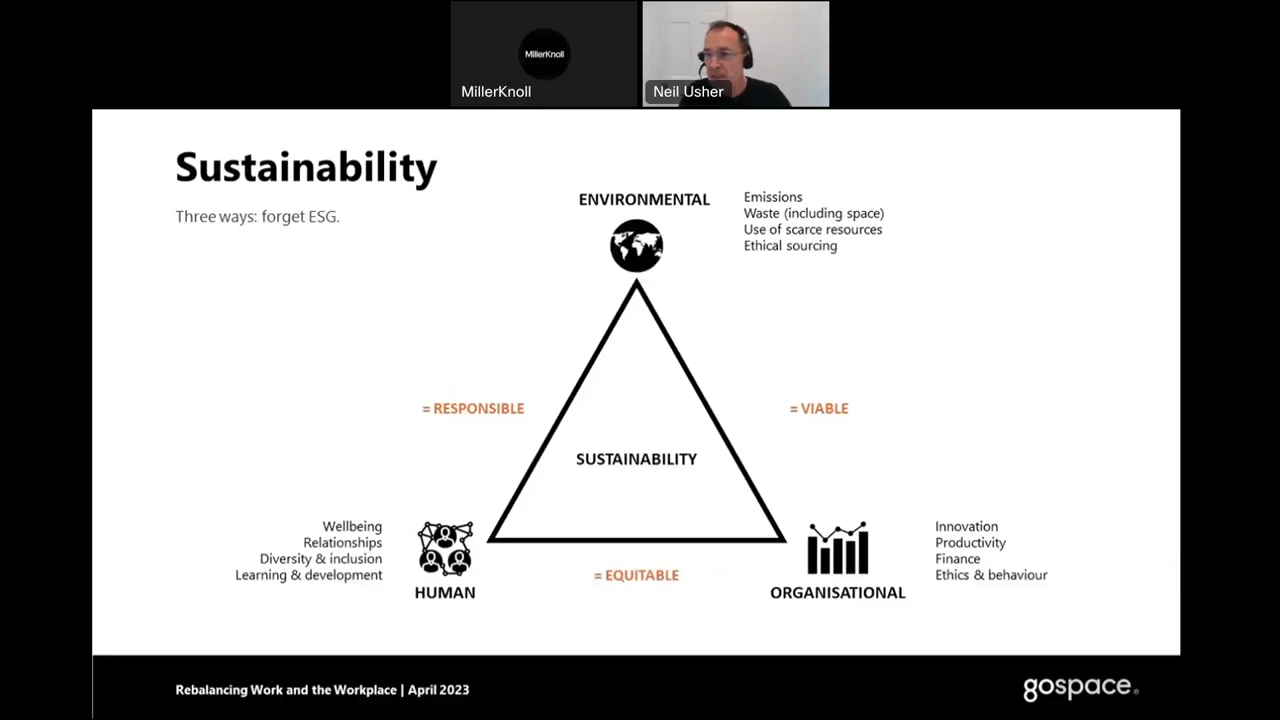 MillerKnoll
MillerKnoll
Neil Usher
Sustainability
Three ways: forget ESG.
ENVIRONMENTAL
Emissions
Waste (including space)
Use of scarce resources
Ethical sourcing
= RESPONSIBLE
= VIABLE
SUSTAINABILITY
Wellbeing
Relationships
Diversity & inclusion
Learning & development
HUMAN
= EQUITABLE
ORGANISATIONAL
Innovation
Productivity
Finance
Ethics & behaviour
Rebalancing Work and the Workplace | April 2023
gospace